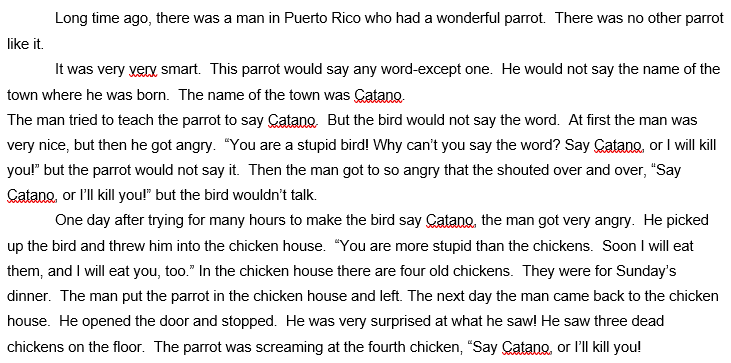 Long time ago, there was a man in Puerto Rico who had a wonderful parrot.  There was no other parrot
like it.
It was very very smart.  This parrot would say any word-except one.  He would not say the name of the
town where he was born.  The name of the town was Catano.
The man tried to teach the parrot to say Catano.  But the bird would not say the word.  At first the man was
very nice, but then he got angry.  “You are a stupid bird! Why can’t you say the word? Say Catano, or I will kill
you!” but the parrot would not say it.  Then the man got to so angry that the shouted over and over, “Say
Catano, or I’ll kill you!” but the bird wouldn’t talk.
One day after trying for many hours to make the bird say Catano, the man got very angry.  He picked
up the bird and threw him into the chicken house.  “You are more stupid than the chickens.  Soon I will eat
them, and I will eat you, too.” In the chicken house there are four old chickens.  They were for Sunday’s
dinner.  The man put the parrot in the chicken house and left. The next day the man came back to the chicken
house.  He opened the door and stopped.  He was very surprised at what he saw! He saw three dead
chickens on the floor.  The parrot was screaming at the fourth chicken, “Say Catano, or I’ll kill you!